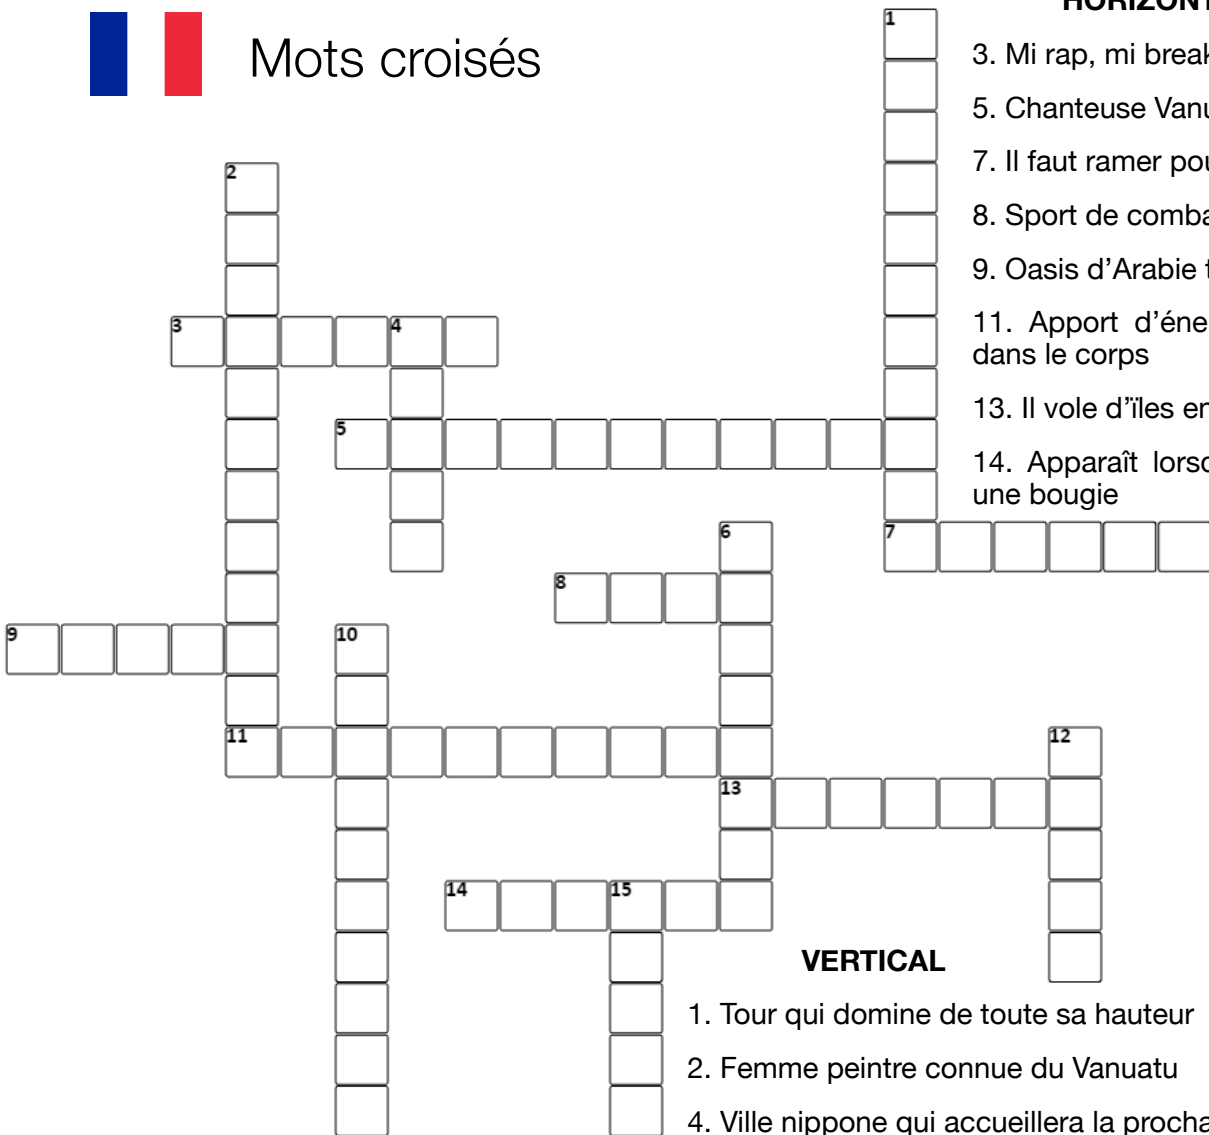 HORIZONT
Mots croisés
3. Mi rap, mi break
5. Chanteuse Vanu
7. Il faut ramer pou
8. Sport de comba
9. Oasis d’Arabie t
11. Apport d’éne
dans le corps
13. Il vole d’ïles en
14. Apparaît lorsq
une bougie
1
2
3
4
5
6
7
8
9
10
11
12
13
14
15
VERTICAL
1. Tour qui domine de toute sa hauteur
2. Femme peintre connue du Vanuatu
4. Ville nippone qui accueillera la procha